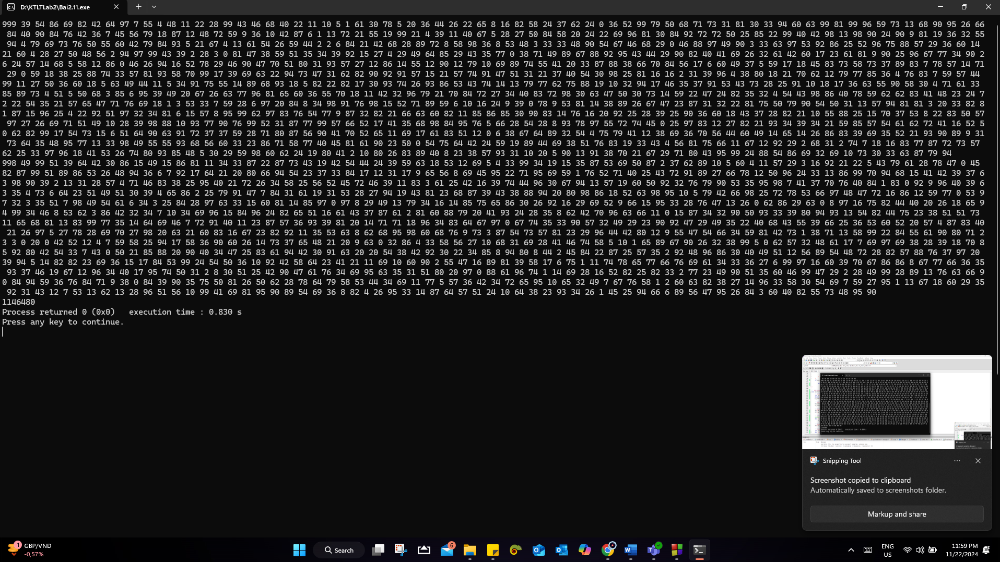 D:\KTLTLab2\Bai2.11.exe
999 39 54 86 69 82 42 64 97 7 55 4 48 11 22 28 99 43 46 68 40 22 11 10 5 1 61 30 78 5 20 36 44 26 22 65 8 16 82 58 24 37 62 24 0 36 52 99 79 50 68 71 73 31 81 30 33 94 60 63 99 81 99 96 59 73 13 68 90 95 26 66
84 40 90 84 76 42 36 7 45 56 79 18 87 12 48 72 59 9 36 10 42 87 6 1 13 72 21 55 19 99 21 4 39 11 40 67 5 28 27 50 84 58 20 24 22 69 96 81 30 84 92 72 72 50 25 85 22 99 40 42 98 13 98 90 24 90 9 81 19 36 32 55
94 4 79 69 73 76 50 55 60 42 79 84 93 5 21 67 4 13 61 54 26 59 44 2 2 6 84 21 42 68 28 89 72 8 58 98 36 8 53 48 3 33 33 48 90 54 67 46 68 29 0 46 88 97 49 90 3 33 63 97 53 92 86 25 52 96 75 88 57 29 36 60 14
21 60 4 28 27 50 48 56 2 94 97 99 43 39 2 28 3 0 81 47 38 59 51 35 34 39 92 15 27 4 29 49 64 85 29 43 35 77 0 38 71 49 89 67 88 92 95 43 44 29 90 82 40 41 69 26 32 61 42 60 17 23 61 81 9 90 25 96 67 77 34 90 2
6 24 57 14 68 5 58 12 86 0 46 26 94 16 52 78 29 46 90 47 70 51 80 31 93 57 27 12 86 14 55 12 90 12 79 10 69 89 74 55 41 20 33 87 88 38 66 70 84 56 17 6 60 49 37 5 59 17 18 45 83 73 58 73 37 89 83 7 78 57 14 71
29 0 59 18 38 25 88 74 33 57 81 93 58 70 99 17 39 69 63 22 94 73 47 31 62 82 90 92 91 57 15 21 57 74 91 47 51 31 21 37 40 54 30 98 25 81 16 16 2 31 39 96 4 38 80 18 21 70 62 12 79 77 85 36 4 76 83 7 59 57 44
99 11 27 50 36 60 18 5 63 49 44 11 5 34 91 75 55 14 89 68 93 18 5 82 22 82 17 30 93 74 26 93 86 53 43 74 14 13 79 77 62 75 88 19 10 32 94 17 46 35 37 91 53 43 73 28 25 91 10 18 17 36 63 55 90 58 30 4 71 61 33
85 89 73 4 51 5 50 68 3 85 6 95 39 49 20 67 26 63 77 96 81 65 60 36 55 70 18 11 42 32 96 79 21 70 84 72 27 34 40 83 72 98 30 63 47 50 30 73 14 59 22 47 24 82 35 32 4 54 43 98 86 40 78 59 62 62 83 41 48 23 24 7
2 22 54 35 21 57 65 47 71 76 69 18 1 3 53 33 7 59 28 6 97 20 84 8 34 98 91 76 98 15 52 71 89 59 6 10 16 24 9 39 0 78 9 53 81 14 38 89 26 67 47 23 87 31 32 22 81 75 50 79 90 54 50 31 13 57 94 81 81 3 20 33 82 8
1 87 15 96 25 4 22 92 51 97 32 34 81 6 15 57 8 95 99 62 97 83 76 54 77 9 87 32 82 21 66 63 60 82 11 85 86 85 30 90 83 14 76 16 20 92 25 28 39 25 90 36 60 18 43 37 28 82 21 10 55 88 25 15 70 37 53 8 22 83 50 57
97 27 26 69 71 51 49 10 28 39 98 88 10 93 77 90 76 99 52 31 87 77 99 57 66 52 17 41 35 68 98 84 95 76 5 66 28 54 28 8 93 78 97 55 72 74 45 0 25 97 83 12 27 82 21 93 34 39 34 21 59 85 57 54 61 62 72 41 16 52 5
0 62 82 99 17 54 73 15 6 51 64 90 63 91 72 37 37 59 28 71 80 87 56 90 41 70 52 65 11 69 17 61 83 51 12 0 6 38 67 64 89 32 54 4 75 79 41 12 38 69 36 70 56 44 60 49 14 65 14 26 86 83 39 69 35 52 21 93 90 89 9 31
73 64 35 48 95 77 13 33 98 49 55 55 93 68 56 60 33 23 86 71 58 77 40 45 81 61 90 23 50 0 54 75 64 42 24 59 19 89 44 69 38 51 76 83 19 33 43 4 56 81 75 66 11 67 12 92 29 2 68 31 2 74 7 18 16 83 77 87 72 73 57
62 25 33 97 96 18 41 53 26 74 80 93 85 48 5 30 29 59 98 60 62 24 19 80 41 2 10 80 26 83 89 40 8 23 38 57 93 31 10 20 5 90 13 91 38 70 21 67 29 71 80 43 95 99 24 88 54 86 69 32 69 10 73 30 33 63 87 79 94
998 49 99 51 39 64 42 30 86 15 49 15 86 81 11 34 33 87 22 87 73 43 19 42 54 44 24 39 59 63 18 53 12 69 5 4 33 99 34 19 15 35 87 53 69 50 87 2 37 62 89 10 5 60 4 11 57 29 3 16 92 21 22 5 43 79 61 28 78 47 0 45
82 87 99 51 89 86 53 26 48 94 36 6 7 92 17 64 21 20 80 66 94 54 23 37 33 84 17 12 31 17 9 65 56 8 69 45 95 22 71 95 69 59 1 76 52 71 40 25 43 72 91 89 27 66 78 12 50 96 24 33 13 86 99 70 94 68 15 41 42 39 37 6
3 98 90 39 2 13 31 28 57 4 71 46 83 38 25 95 40 21 72 26 34 58 25 56 52 45 72 46 39 11 83 3 61 25 42 16 39 74 44 96 30 67 94 13 57 19 60 50 92 32 76 79 90 53 35 95 98 7 41 37 70 76 40 84 1 83 0 92 9 96 40 39 6
3 35 4 73 6 64 23 51 49 51 30 39 4 65 86 2 25 79 91 47 7 84 31 61 19 31 53 28 27 94 19 43 81 23 68 87 39 43 38 88 94 20 80 98 86 18 52 63 98 95 10 5 79 42 66 98 25 72 78 53 66 97 48 47 72 16 86 12 59 77 0 53 9
7 32 3 35 51 7 98 49 54 61 6 34 3 25 84 28 97 63 33 15 60 81 14 85 97 0 97 8 29 49 13 79 34 16 14 85 75 65 86 30 26 92 16 29 69 52 9 66 15 95 33 28 76 47 13 26 0 62 86 29 63 0 8 97 16 75 82 44 40 20 26 18 65 9
4 99 34 46 8 53 62 3 86 42 32 34 7 10 34 69 96 15 84 96 24 82 65 51 16 61 43 37 87 61 2 81 60 88 79 20 41 93 24 28 35 8 62 42 70 96 63 66 11 0 15 87 34 32 90 50 93 33 39 80 94 93 13 54 82 44 75 23 38 51 51 73
11 65 68 81 13 83 99 77 35 14 64 69 46 7 72 91 40 11 23 87 57 36 93 39 81 20 14 71 71 18 96 34 83 64 67 97 0 67 74 35 33 90 57 32 49 29 23 90 92 47 29 49 35 22 40 68 43 55 39 66 25 36 53 60 52 20 57 4 87 83 40
21 26 97 5 27 78 28 69 70 27 98 20 63 21 60 83 16 67 23 82 92 11 35 53 63 8 62 68 95 98 60 68 76 9 73 3 87 54 73 57 81 23 29 96 44 42 80 12 9 55 47 54 66 34 59 81 42 73 1 38 71 13 58 99 22 84 55 61 90 80 71 2
3 3 0 20 0 42 52 12 4 7 59 58 25 94 17 58 36 90 60 26 14 73 37 65 48 21 20 9 63 0 32 86 4 33 58 56 27 10 68 31 69 28 41 46 74 58 5 10 1 65 89 67 90 26 32 38 99 5 0 62 57 32 48 61 17 7 69 97 69 38 28 39 18 70 8
5 92 80 42 54 33 7 43 0 50 21 85 88 20 90 40 34 47 25 83 61 94 42 30 91 63 20 20 54 38 42 92 30 22 34 85 8 94 80 8 44 2 45 84 22 87 25 57 35 2 92 48 96 86 30 40 49 51 12 56 89 54 48 72 28 82 57 88 76 37 97 20
39 94 5 14 82 82 23 69 36 15 17 84 53 99 24 54 50 36 10 92 42 58 64 23 41 21 11 69 10 60 90 2 55 47 16 89 81 39 58 17 6 75 1 11 74 78 65 77 66 76 69 61 34 33 36 27 6 99 97 16 60 39 70 67 86 86 8 67 77 66 36 35
93 37 46 19 67 12 96 34 40 17 95 74 50 31 2 8 30 51 25 42 90 47 61 76 34 69 95 63 35 31 51 80 20 97 0 88 61 96 74 1 14 69 28 16 52 82 25 82 33 2 77 23 49 90 51 35 60 46 99 47 29 2 28 49 99 28 89 13 76 63 66 9
0 84 94 59 36 76 84 71 9 38 0 84 39 90 35 75 50 81 26 50 62 28 78 64 79 58 53 44 34 69 11 77 5 57 36 42 34 72 65 95 10 65 32 49 7 67 76 58 1 2 60 63 82 38 27 14 96 33 58 30 54 69 7 59 27 95 1 13 67 18 60 29 35
92 31 43 12 7 53 13 62 13 28 96 51 56 10 99 41 69 81 95 90 89 54 69 36 8 82 4 26 95 33 14 87 64 57 51 24 10 64 38 23 93 34 26 1 45 25 94 66 6 89 56 47 95 26 84 3 60 40 82 55 73 48 95 90
1146480
Process returned 0 (0x0)   execution time : 0.830 s
Press any key to continue.
Snipping Tool
Screenshot copied to clipboard
Automatically saved to screenshots folder.
Markup and share
1
GBP/VND
-0,57%
Search
6
ENG
US
11:59 PM
11/22/2024